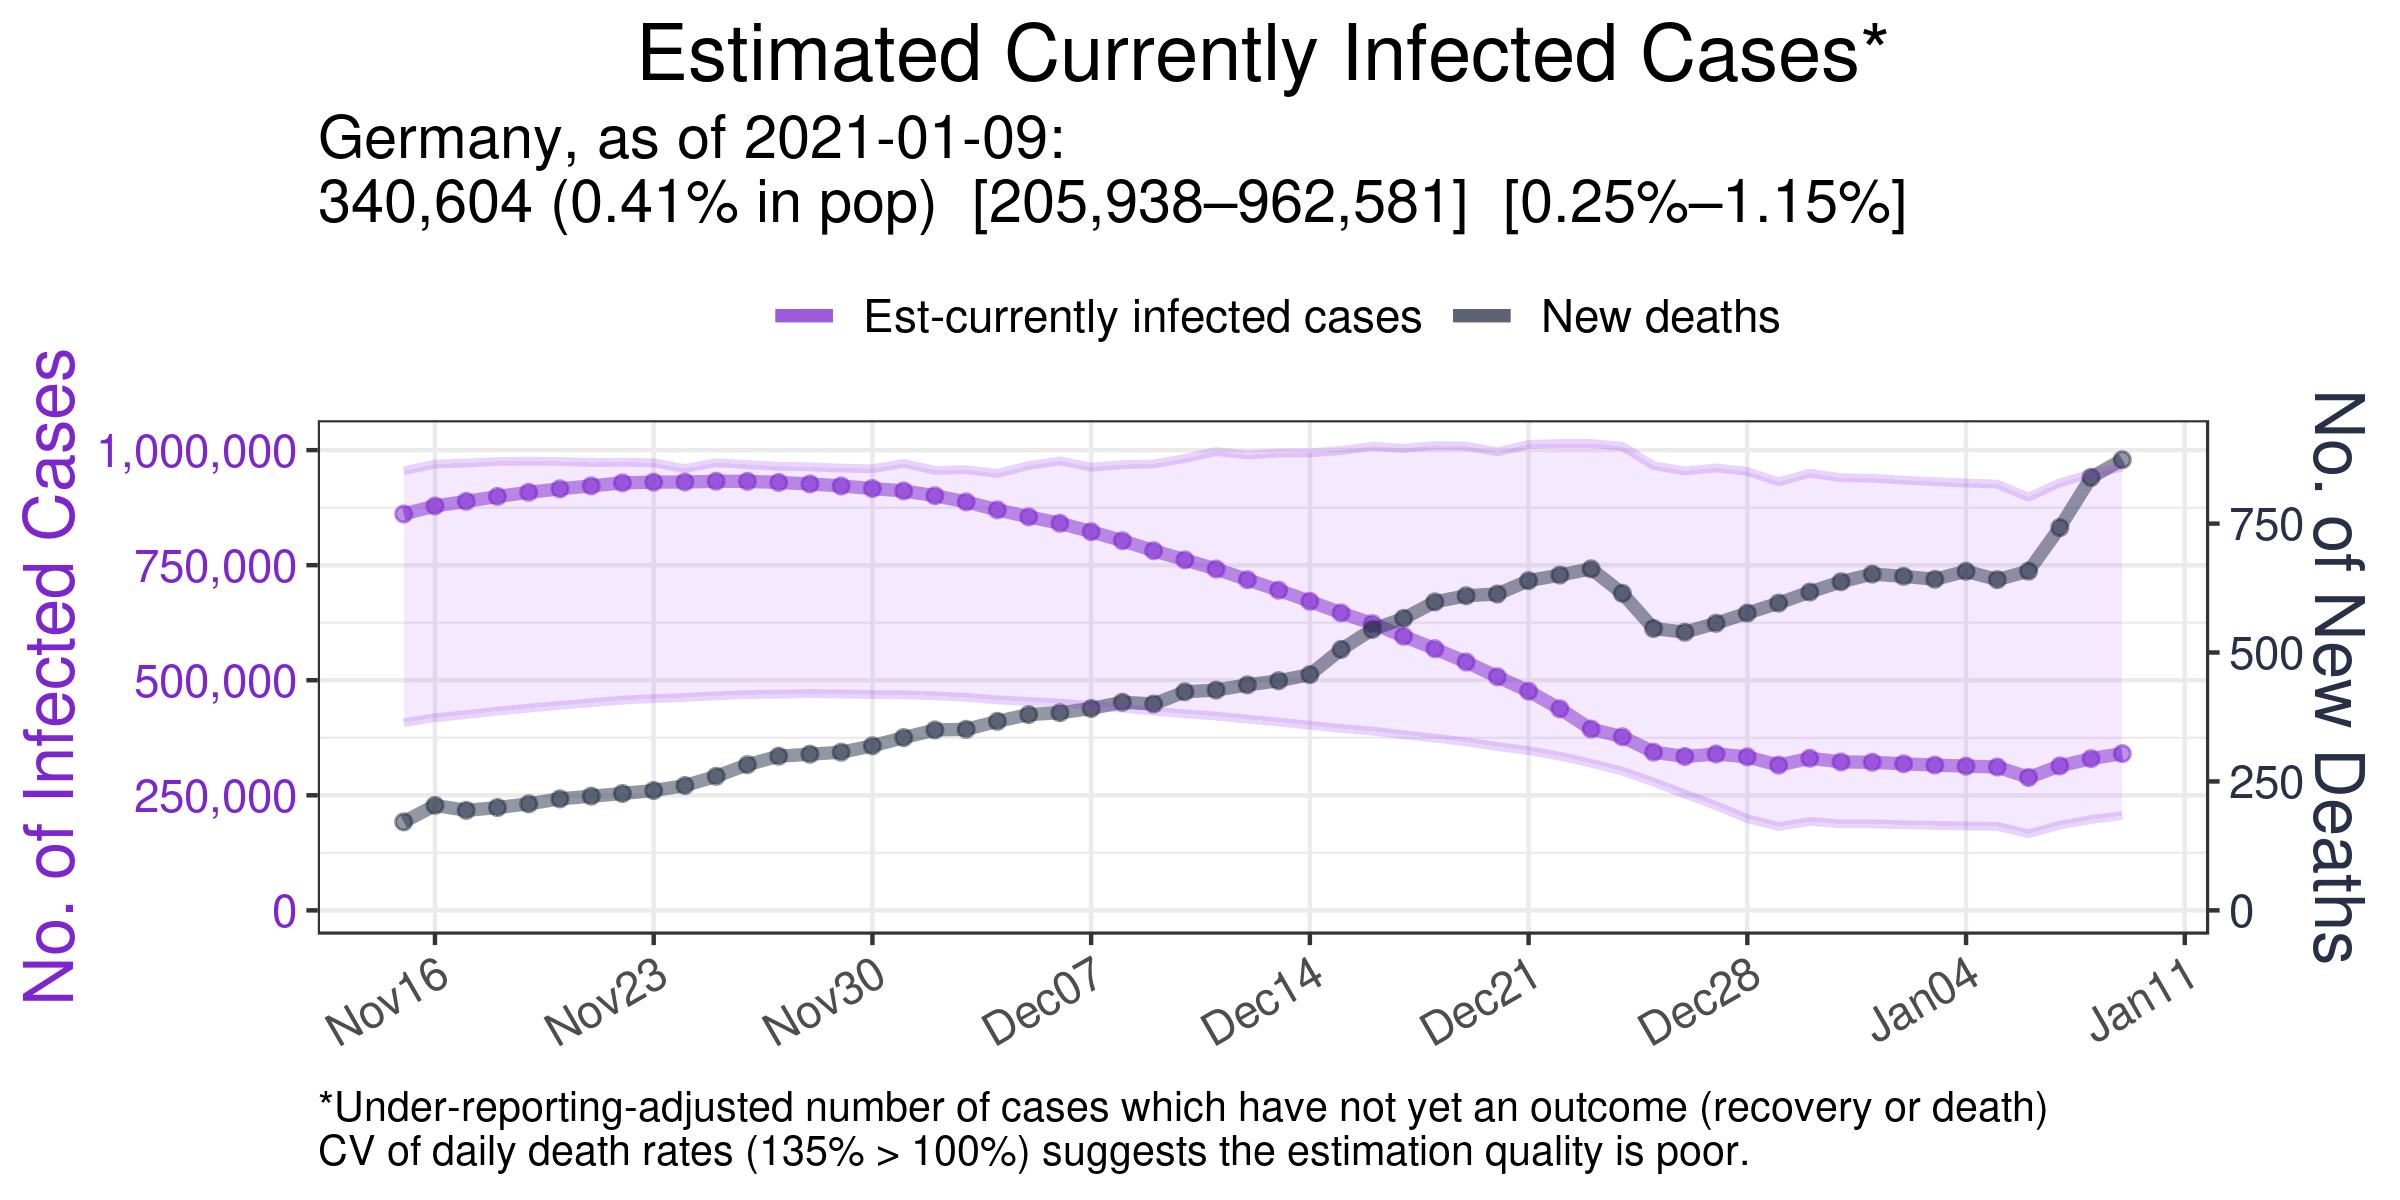 Estimated Currently Infected Cases*
Germany, as of 2021-01-09:
340,604 (0.41% in pop)  [205,938–962,581]  [0.25%–1.15%]
Est-currently infected cases
New deaths
No. of Infected Cases
1,000,000
750,000
500,000
250,000
0
750
500
250
0
No. of New Deaths
Nov16
Nov23
Nov30
Dec07
Dec14
Dec21
Dec28
Jan04
Jan11
*Under-reporting-adjusted number of cases which have not yet an outcome (recovery or death)
CV of daily death rates (135% > 100%) suggests the estimation quality is poor.